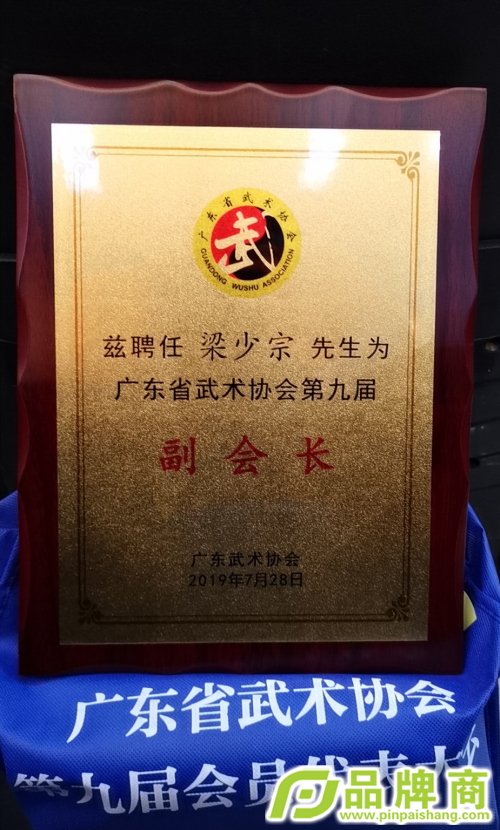 广东省武术协会
武
GUANDONG WUSHU ASSOCIATION
兹聘任 梁少宗 先生为
广东省武术协会第九届
副会长
广东武术协会
2019年7月28日
广东省武术协会
第九届会员代表大会
品牌商
www.pinpaishang.com